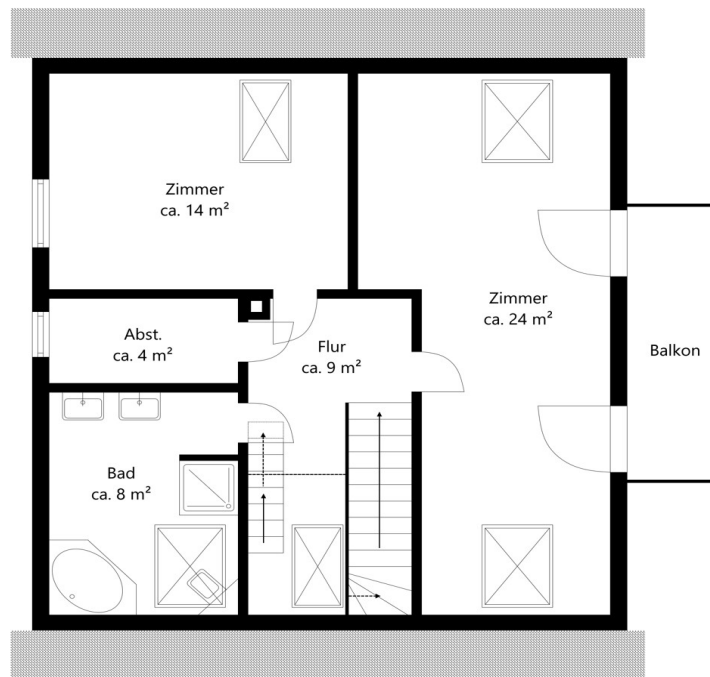 Zimmer
ca. 14 m²
Zimmer
ca. 24 m²
Abst.
ca. 4 m²
Flur
ca. 9 m²
Balkon
Bad
ca. 8 m²